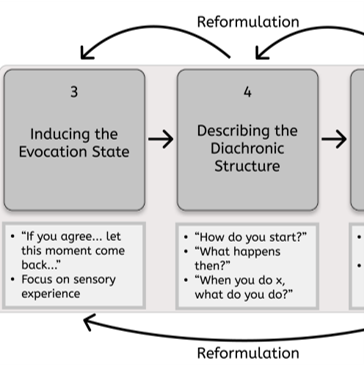 Reformulation
3
Inducing the
Evocation State
4
Describing the
Diachronic
Structure
• “If you agree... let
this moment come
back...”
• Focus on sensory
experience
• “How do you start?”
• “What happens
then?”
• “When you do x,
what do you do?”
Reformulation